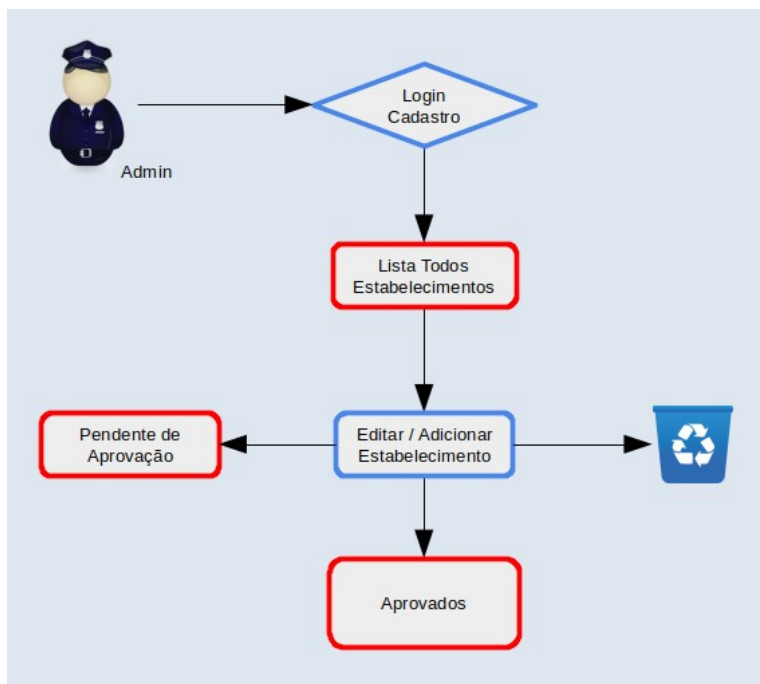 Login
Cadastro
Admin
Lista Todos
Estabelecimentos
Pendente de
Aprovação
Editar / Adicionar
Estabelecimento
Aprovados